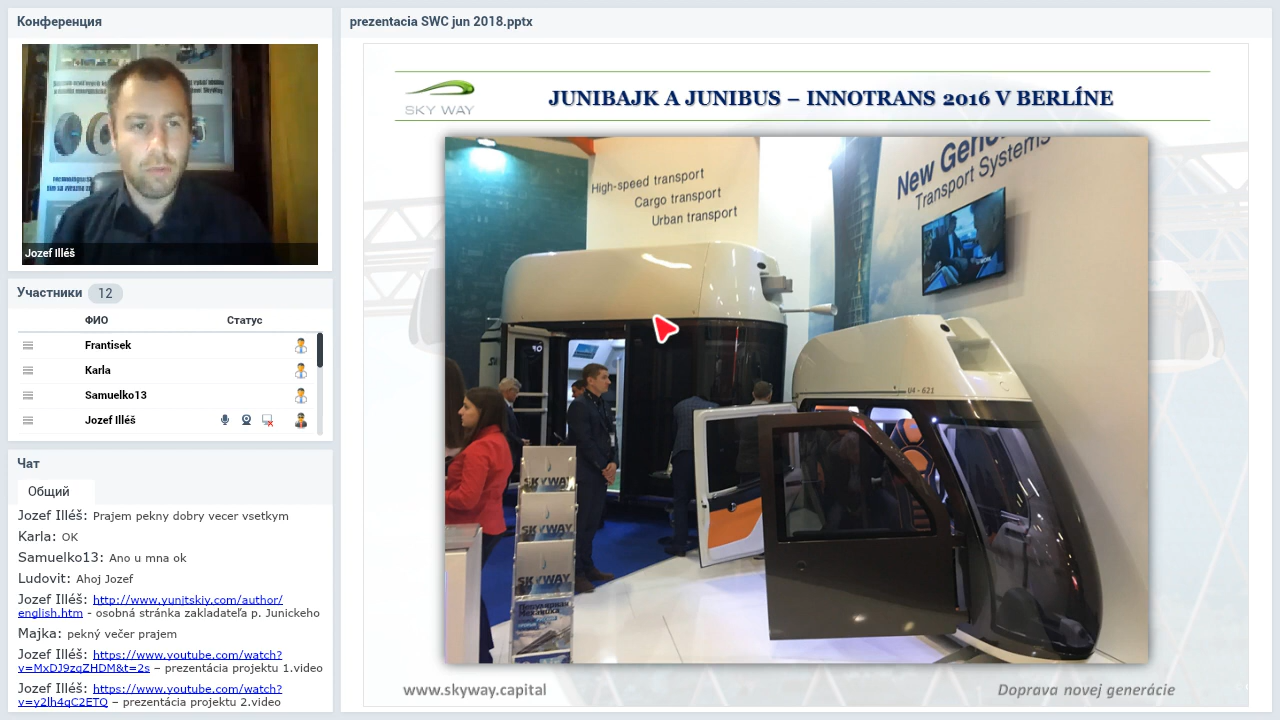 Конференция
Jozef Illéš
Участники 12
ФИО Статус
Frantisek
Karla
Samuelko13
Jozef Illéš
Чат
Общий
Jozef Illéš: Prajem pekny dobry vecer vsetkym
Karla: OK
Samuelko13: Ano u mna ok
Ludovit: Ahoj Jozef
Jozef Illéš: http://www.yunitskiy.com/author/
english.htm - osobná stránka zakladateľa p. Junickeho
Majka: pekný večer prajem
Jozef Illéš: https://www.youtube.com/watch?
v=MxDJ9zqZHDM&t=2s – prezentácia projektu 1.video
Jozef Illéš: https://www.youtube.com/watch?
v=y2lh4qC2ETQ – prezentácia projektu 2.video
prezentacia SWC jun 2018.pptx
SKY WAY
JUNIBAJK A JUNIBUS – INNOTRANS 2016 V BERLÍNE
High-speed transport
Cargo transport
Urban transport
New
Transport Systems
U4 - 621
SKYWAY
SKYWAY
SKYWAY
www.skyway.capital
Doprava novej generácie